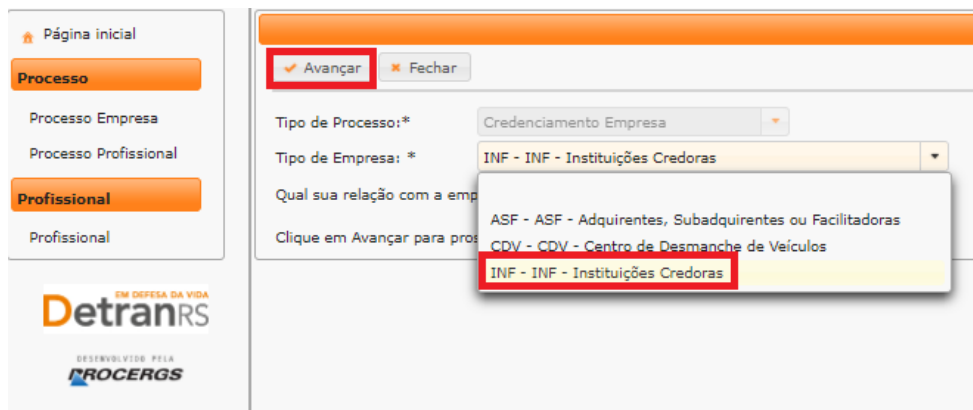 Página inicial
Processo
Processo Empresa
Processo Profissional
Profissional
Profissional
EM DEFESA DA VIDA
DetranRS
DESENVOLVIDO PELA
PROCERGS
Avançar
Fechar
Tipo de Processo:*
Credenciamento Empresa
Tipo de Empresa: *
INF - INF - Instituições Credoras
Qual sua relação com a emp
ASF - ASF - Adquirentes, Subadquirentes ou Facilitadoras
Clique em Avançar para pros
CDV - CDV - Centro de Desmanche de Veículos
INF - INF - Instituições Credoras